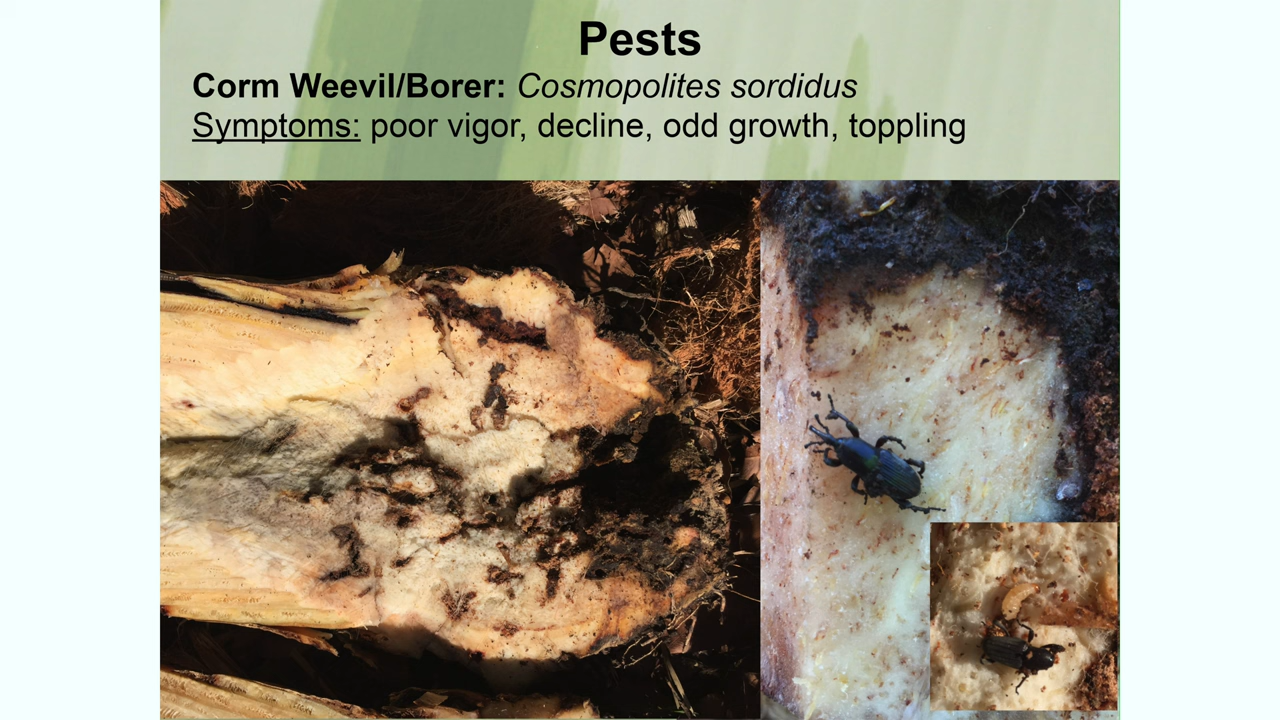 Pests
Corm Weevil/Borer: Cosmopolites sordidus
Symptoms: poor vigor, decline, odd growth, toppling